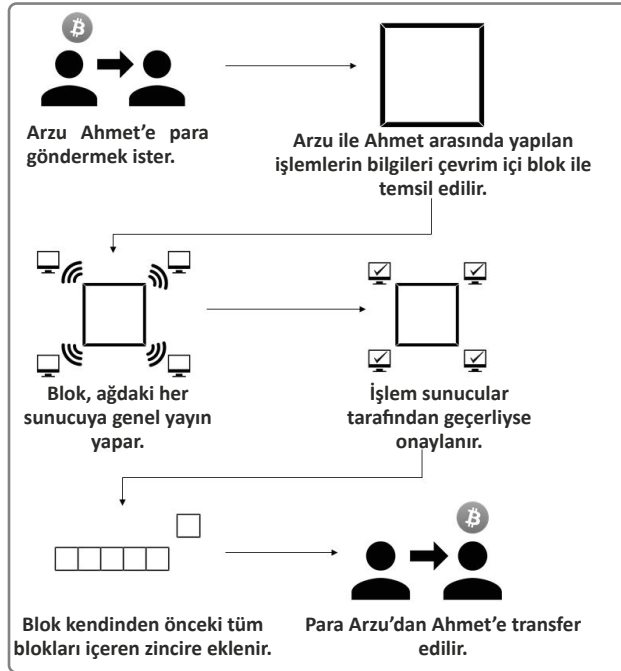 Arzu Ahmet’e para
göndermek ister.
Arzu ile Ahmet arasında yapılan
işlemlerin bilgileri çevrim içi blok ile
temsil edilir.
Blok, ağdaki her
sunucuya genel yayın
yapar.
İşlem sunucular
tarafından geçerliyse
onaylanır.
Blok kendinden önceki tüm
blokları içeren zincire eklenir.
Para Arzu’dan Ahmet’e transfer
edilir.